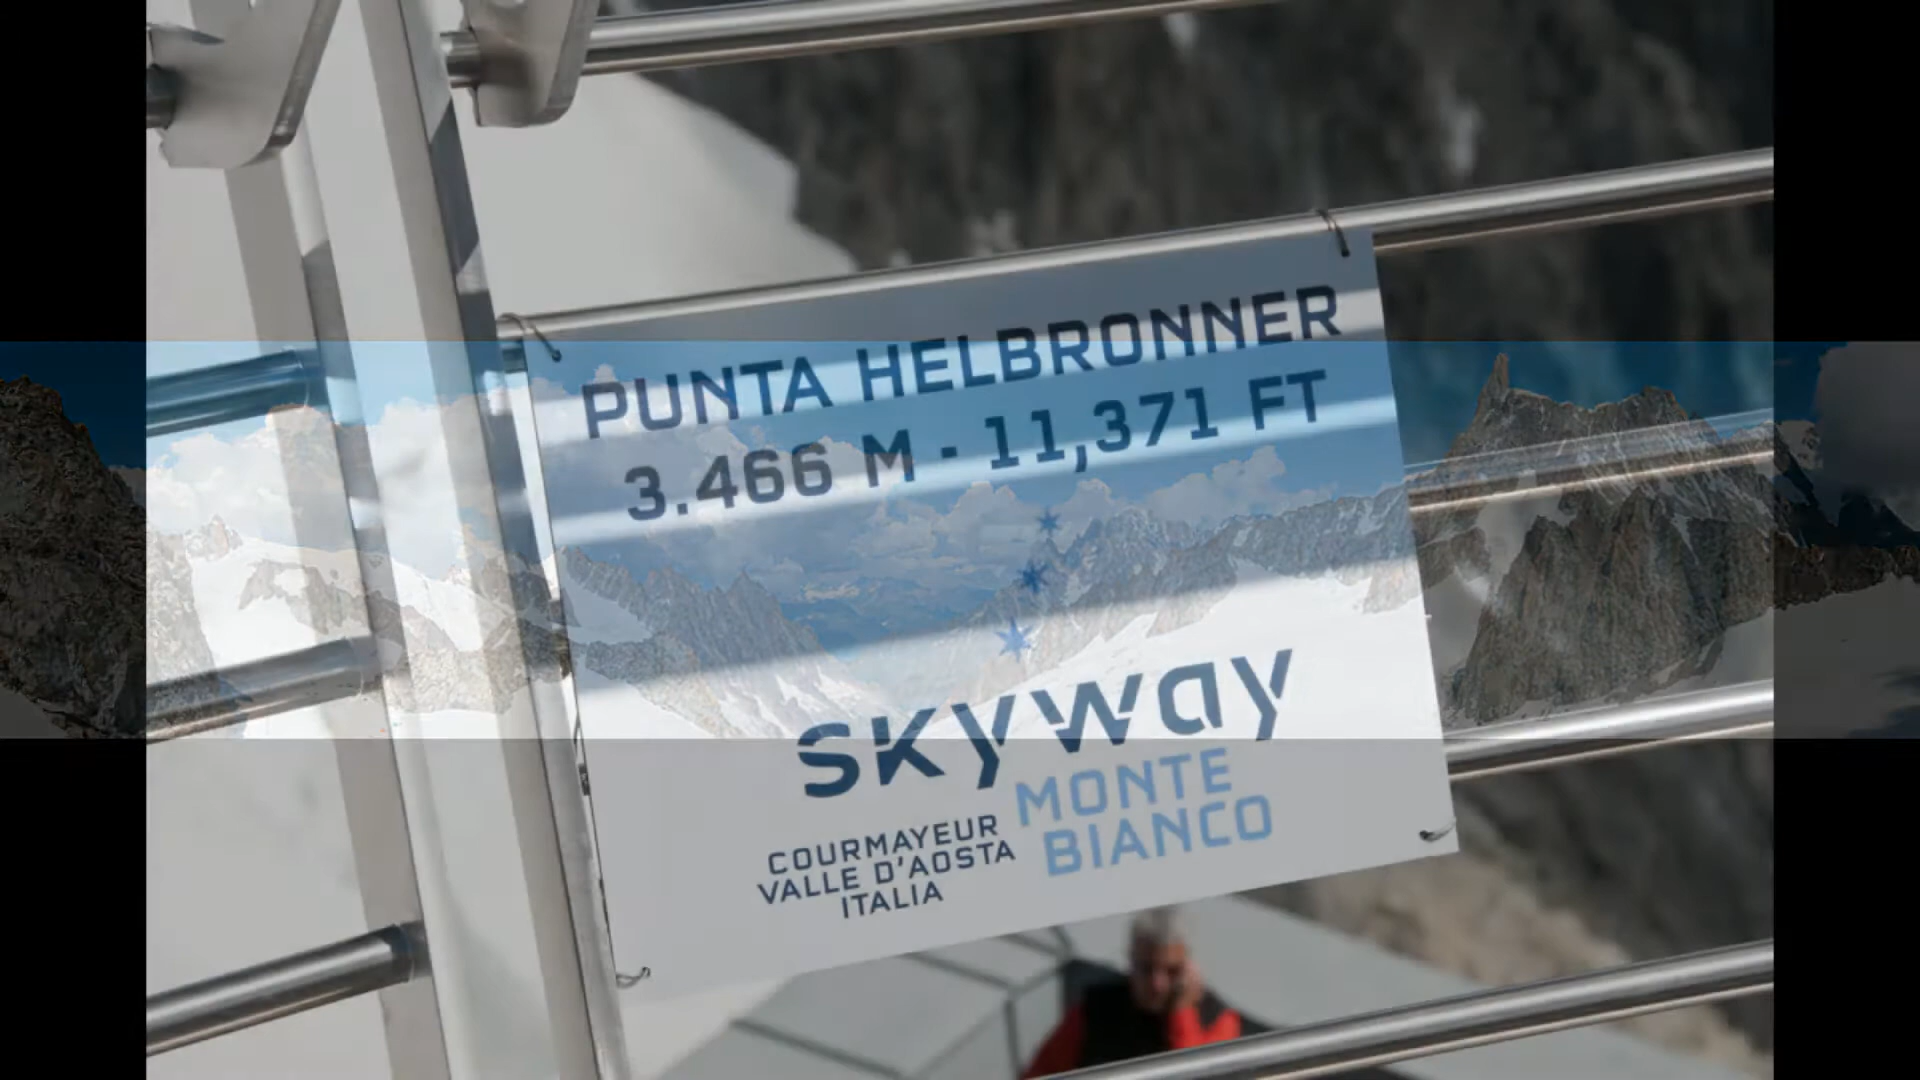 PUNTA HELBRONNER
3.466 M - 11,371 FT
skyway
MONTE
BIANCO
COURMAYEUR
VALLE D'AOSTA
ITALIA